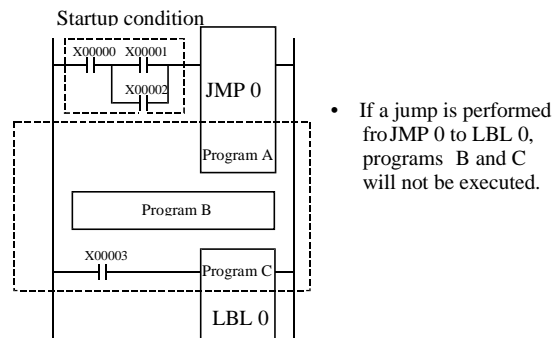 Startup condition
X00000 X00001
X00002
JMP 0
Program A
Program B
X00003
Program C
LBL 0
• If a jump is performed
froJMP 0 to LBL 0,
programs B and C
will not be executed.